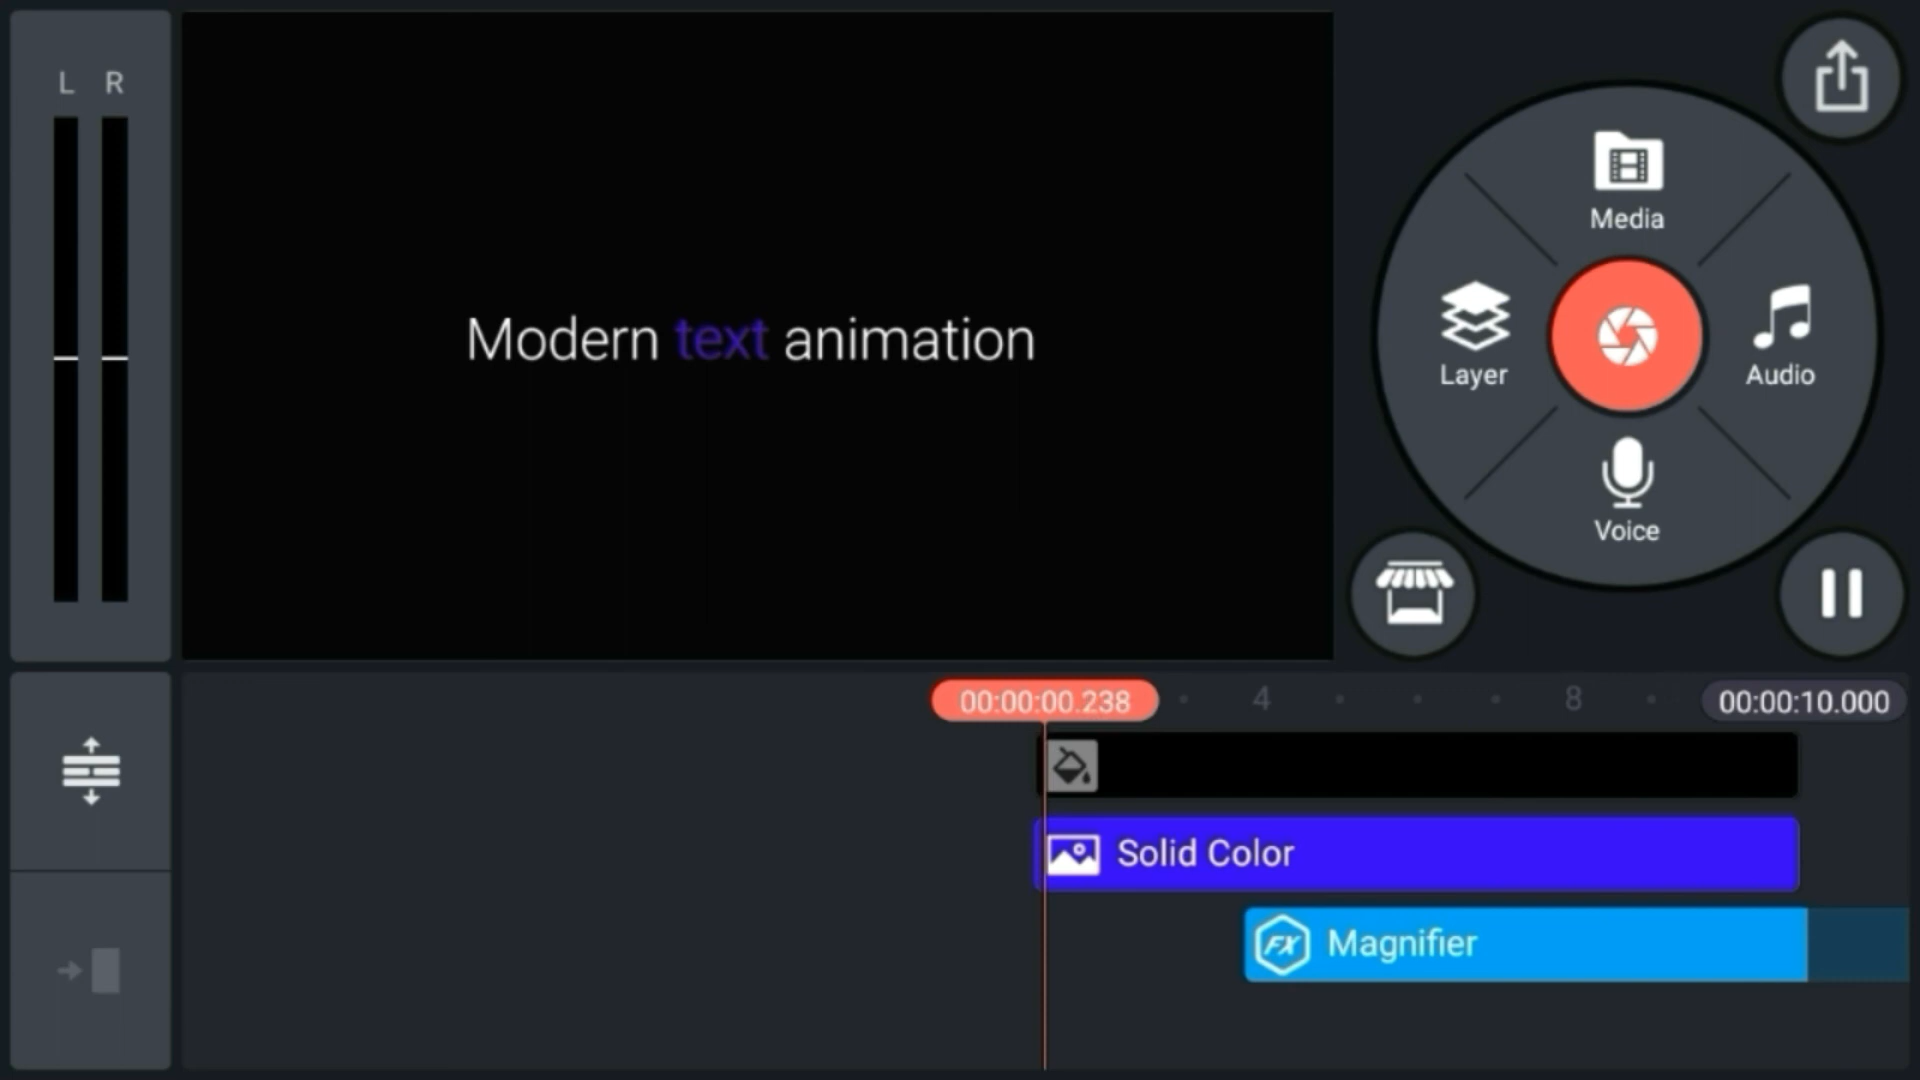 L R
Modern text animation
Media
Layer
Audio
Voice
00:00:00.238
4
8
00:00:10.000
Solid Color
FX
Magnifier